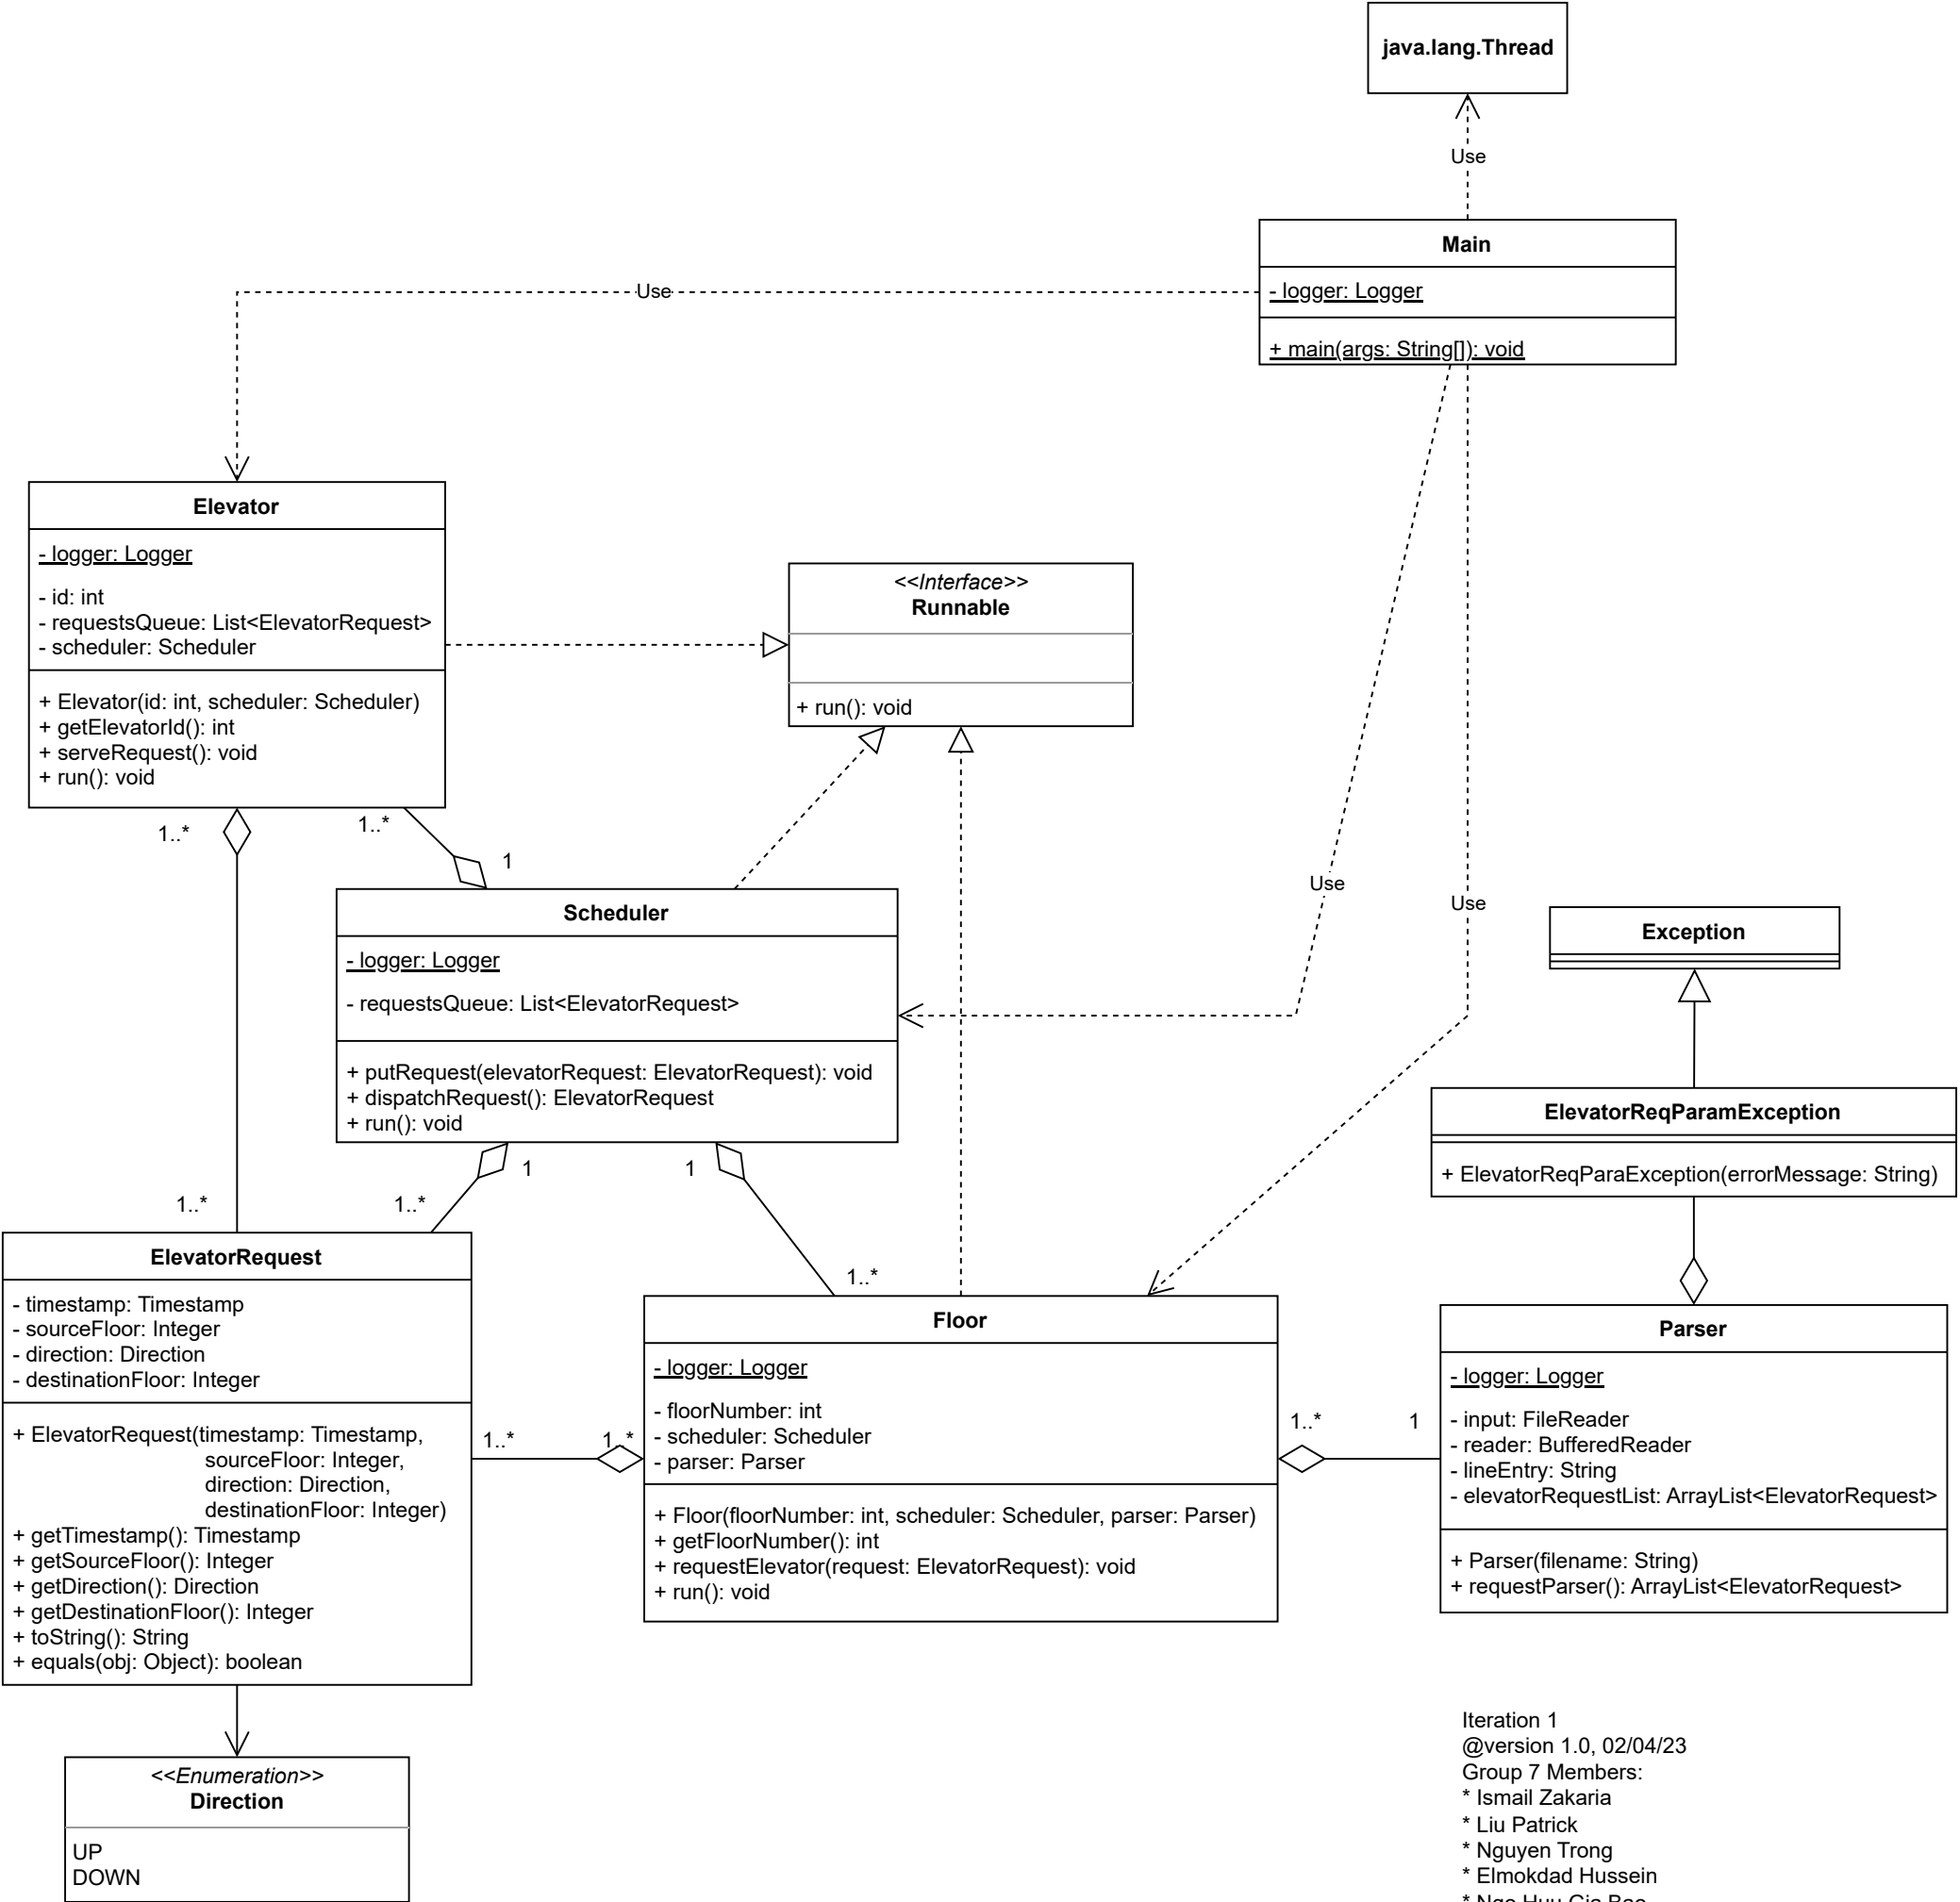 java.lang.Thread
Use
Main
- logger: Logger
+ main(args: String[]): void
Use
Elevator
- logger: Logger
- id: int
- requestsQueue: List<ElevatorRequest>
- scheduler: Scheduler
+ Elevator(id: int, scheduler: Scheduler)
+ getElevatorId(): int
+ serveRequest(): void
+ run(): void
<<Interface>>
Runnable
+ run(): void
1..*
1..*
1
Use
Use
Scheduler
- logger: Logger
- requestsQueue: List<ElevatorRequest>
+ putRequest(elevatorRequest: ElevatorRequest): void
+ dispatchRequest(): ElevatorRequest
+ run(): void
Exception
ElevatorReqParamException
+ ElevatorReqParaException(errorMessage: String)
1
1
1..*
1..*
1..*
ElevatorRequest
- timestamp: Timestamp
- sourceFloor: Integer
- direction: Direction
- destinationFloor: Integer
+ ElevatorRequest(timestamp: Timestamp,
sourceFloor: Integer,
direction: Direction,
destinationFloor: Integer)
+ getTimestamp(): Timestamp
+ getSourceFloor(): Integer
+ getDirection(): Direction
+ getDestinationFloor(): Integer
+ toString(): String
+ equals(obj: Object): boolean
1..*
1..*
Floor
- logger: Logger
- floorNumber: int
- scheduler: Scheduler
- parser: Parser
+ Floor(floorNumber: int, scheduler: Scheduler, parser: Parser)
+ getFloorNumber(): int
+ requestElevator(request: ElevatorRequest): void
+ run(): void
1..*
1
Parser
- logger: Logger
- input: FileReader
- reader: BufferedReader
- lineEntry: String
- elevatorRequestList: ArrayList<ElevatorRequest>
+ Parser(filename: String)
+ requestParser(): ArrayList<ElevatorRequest>
<<Enumeration>>
Direction
UP
DOWN
Iteration 1
@version 1.0, 02/04/23
Group 7 Members:
* Ismail Zakaria
* Liu Patrick
* Nguyen Trong
* Elmokdad Hussein